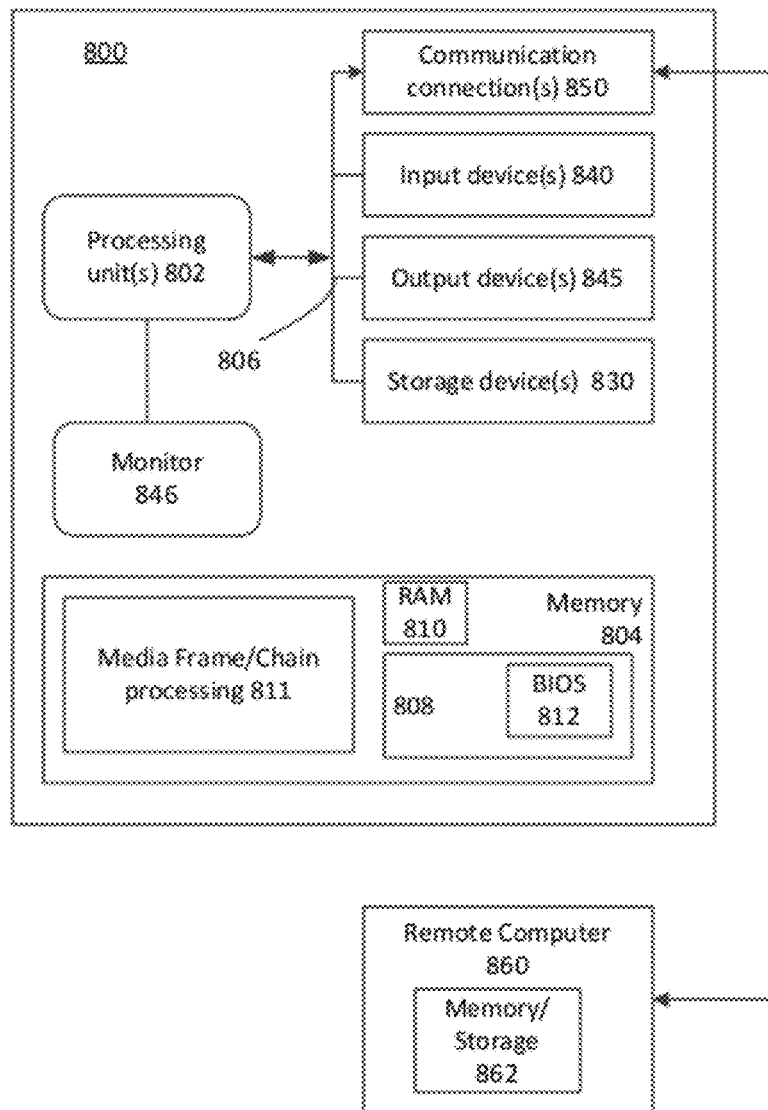 800
Communication
connection(s) 850
Input device(s) 840
Processing
unit(s) 802
Output device(s) 845
806
Storage device(s) 830
Monitor
846
RAM
810
Memory
804
Media Frame/Chain
processing 811
808
BIOS
812
Remote Computer
860
Memory/
Storage
862